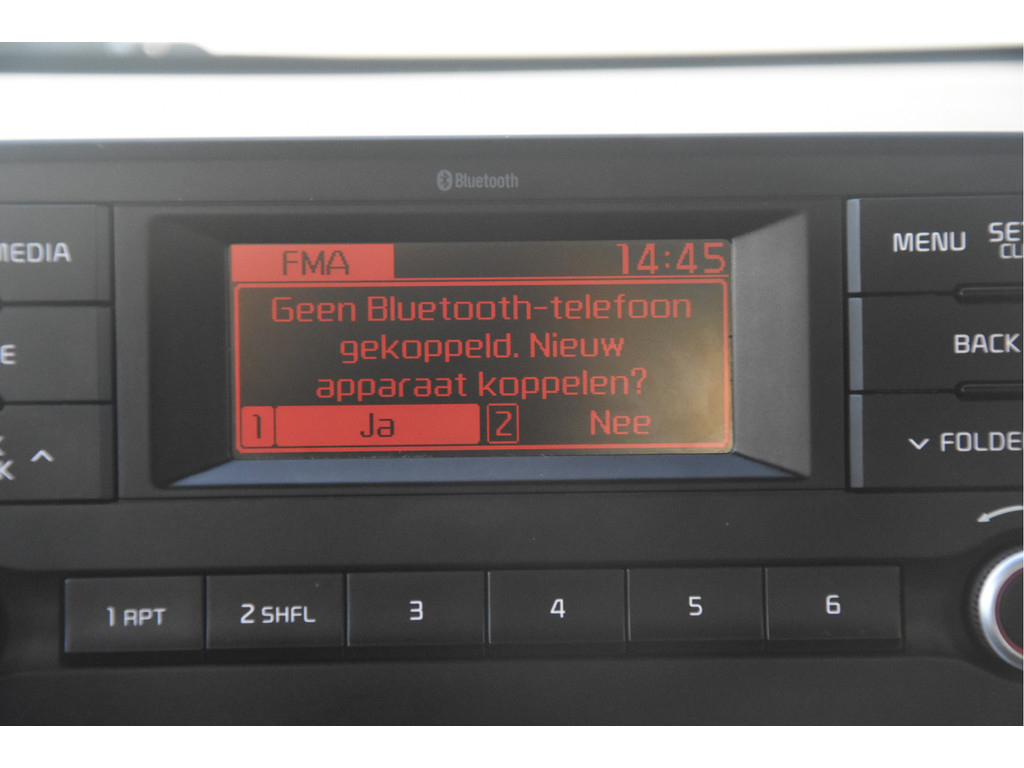 Bluetooth
MEDIA
FMA 14:45
Geen Bluetooth-telefoon
gekoppeld. Nieuw
apparaat koppelen?
1 Ja 2 Nee
MENU
BACK
1 RPT 2 SHFL 3 4 5 6